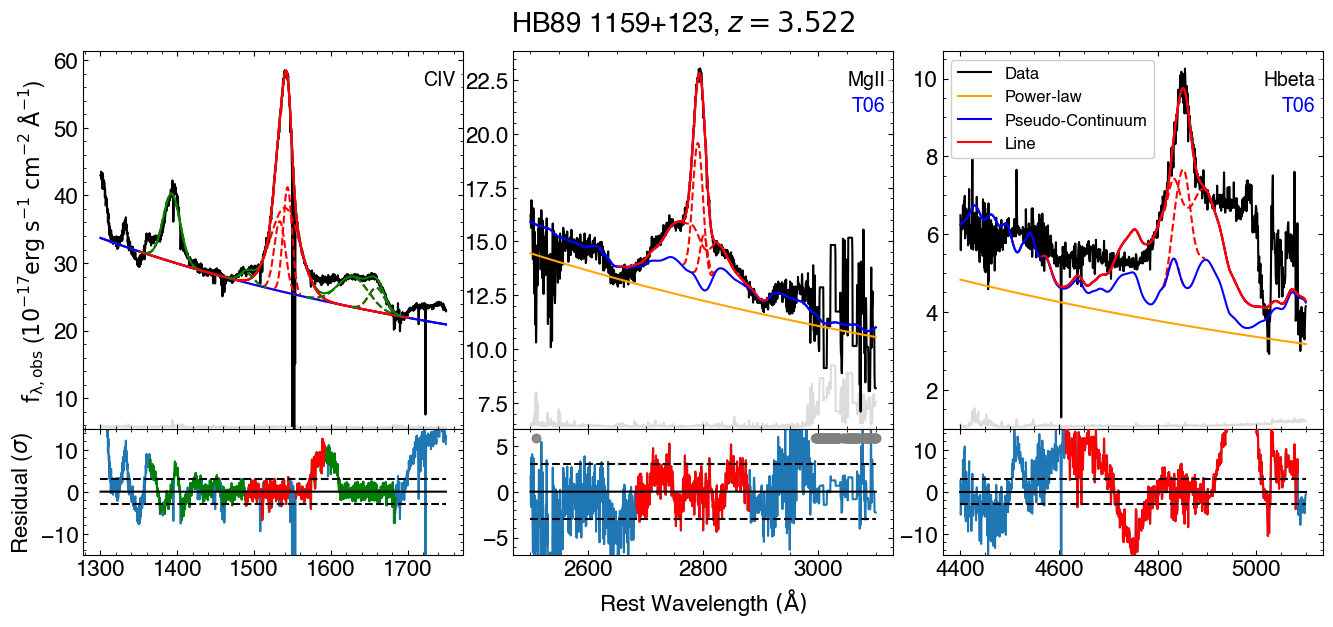 HB89 1159+123, z = 3.522
f_λ,obs (10⁻¹⁷erg s⁻¹ cm⁻² Å⁻¹)
60
50
40
30
20
10
CIV
22.5
20.0
17.5
15.0
12.5
10.0
7.5
MgII
T06
10
8
6
4
2
Data
Power-law
Pseudo-Continuum
Line
Hbeta
T06
Residual (σ)
10
0
−10
1300 1400 1500 1600 1700
5
0
−5
2600 2800 3000
10
0
−10
4400 4600 4800 5000
Rest Wavelength (Å)